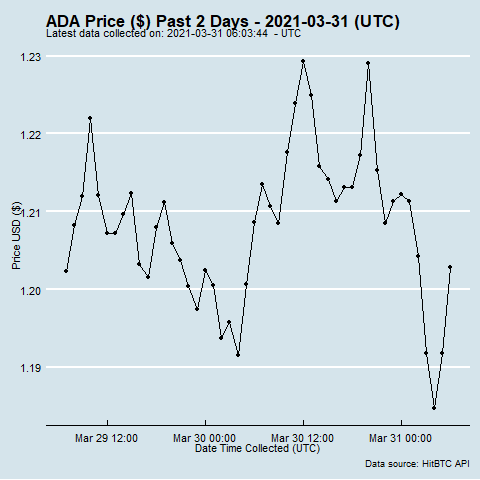 ADA Price ($) Past 2 Days - 2021-03-31 (UTC)
Latest data collected on: 2021-03-31 06:03:44  - UTC
1.23
1.22
1.21
1.20
1.19
Price USD ($)
Mar 29 12:00
Mar 30 00:00
Mar 30 12:00
Mar 31 00:00
Date Time Collected (UTC)
Data source: HitBTC API